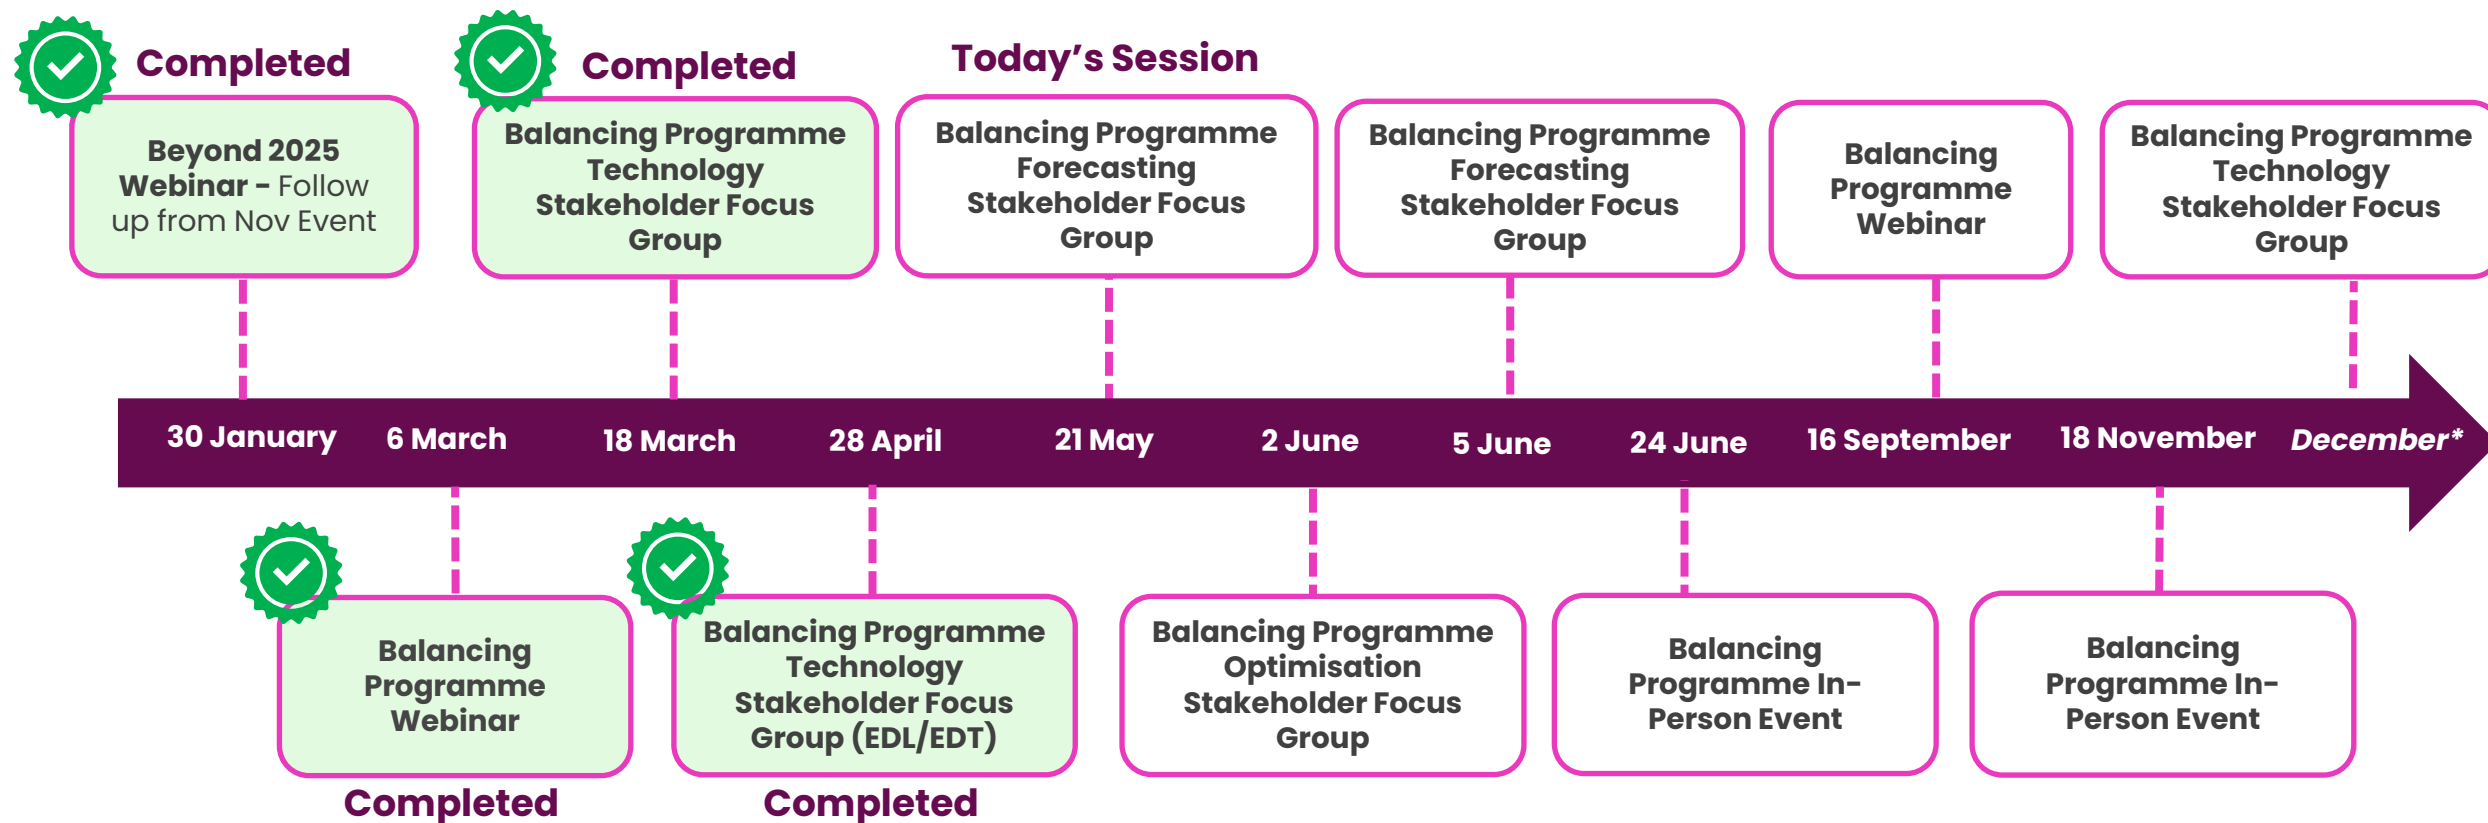 Completed
Completed
Today's Session
Beyond 2025
Webinar - Follow
up from Nov Event
Balancing Programme
Technology
Stakeholder Focus
Group
Balancing Programme
Forecasting
Stakeholder Focus
Group
Balancing Programme
Forecasting
Stakeholder Focus
Group
Balancing
Programme
Webinar
Balancing Programme
Technology
Stakeholder Focus
Group
30 January
6 March
18 March
28 April
21 May
2 June
5 June
24 June
16 September
18 November
December*
Balancing
Programme
Webinar
Balancing Programme
Technology
Stakeholder Focus
Group (EDL/EDT)
Balancing Programme
Optimisation
Stakeholder Focus
Group
Balancing
Programme In-
Person Event
Balancing
Programme In-
Person Event
Completed
Completed